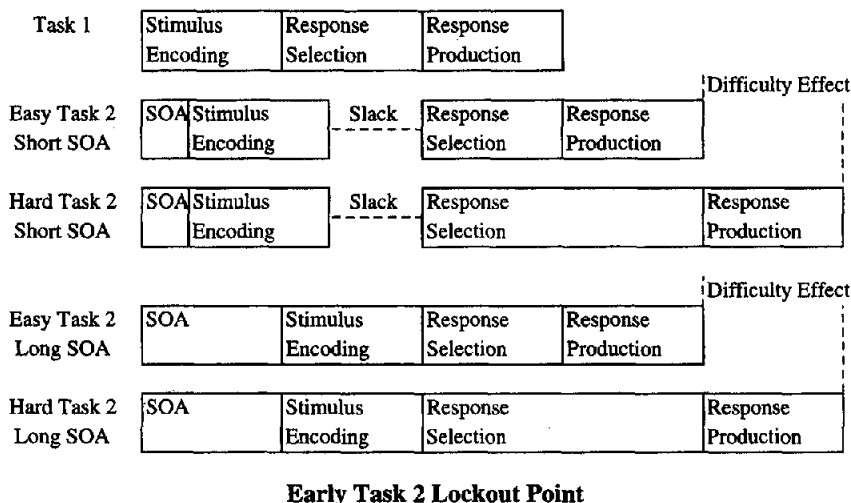 Task 1
Stimulus Response Response
Encoding Selection Production
Difficulty Effect
Easy Task 2 SOA Stimulus Slack Response Response
Short SOA Encoding Selection Production
Hard Task 2 SOA Stimulus Slack Response Response
Short SOA Encoding Selection Production
Difficulty Effect
Easy Task 2 SOA Stimulus Response Response
Long SOA Encoding Selection Production
Hard Task 2 SOA Stimulus Response Response
Long SOA Encoding Selection Production
Early Task 2 Lockout Point